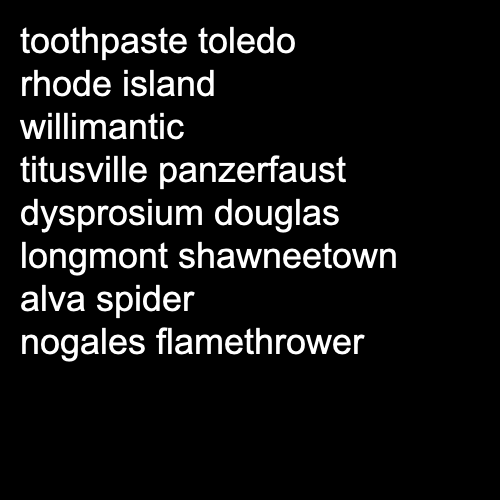 toothpaste toledo
rhode island
willimantic
titusville panzerfaust
dysprosium douglas
longmont shawneetown
alva spider
nogales flamethrower